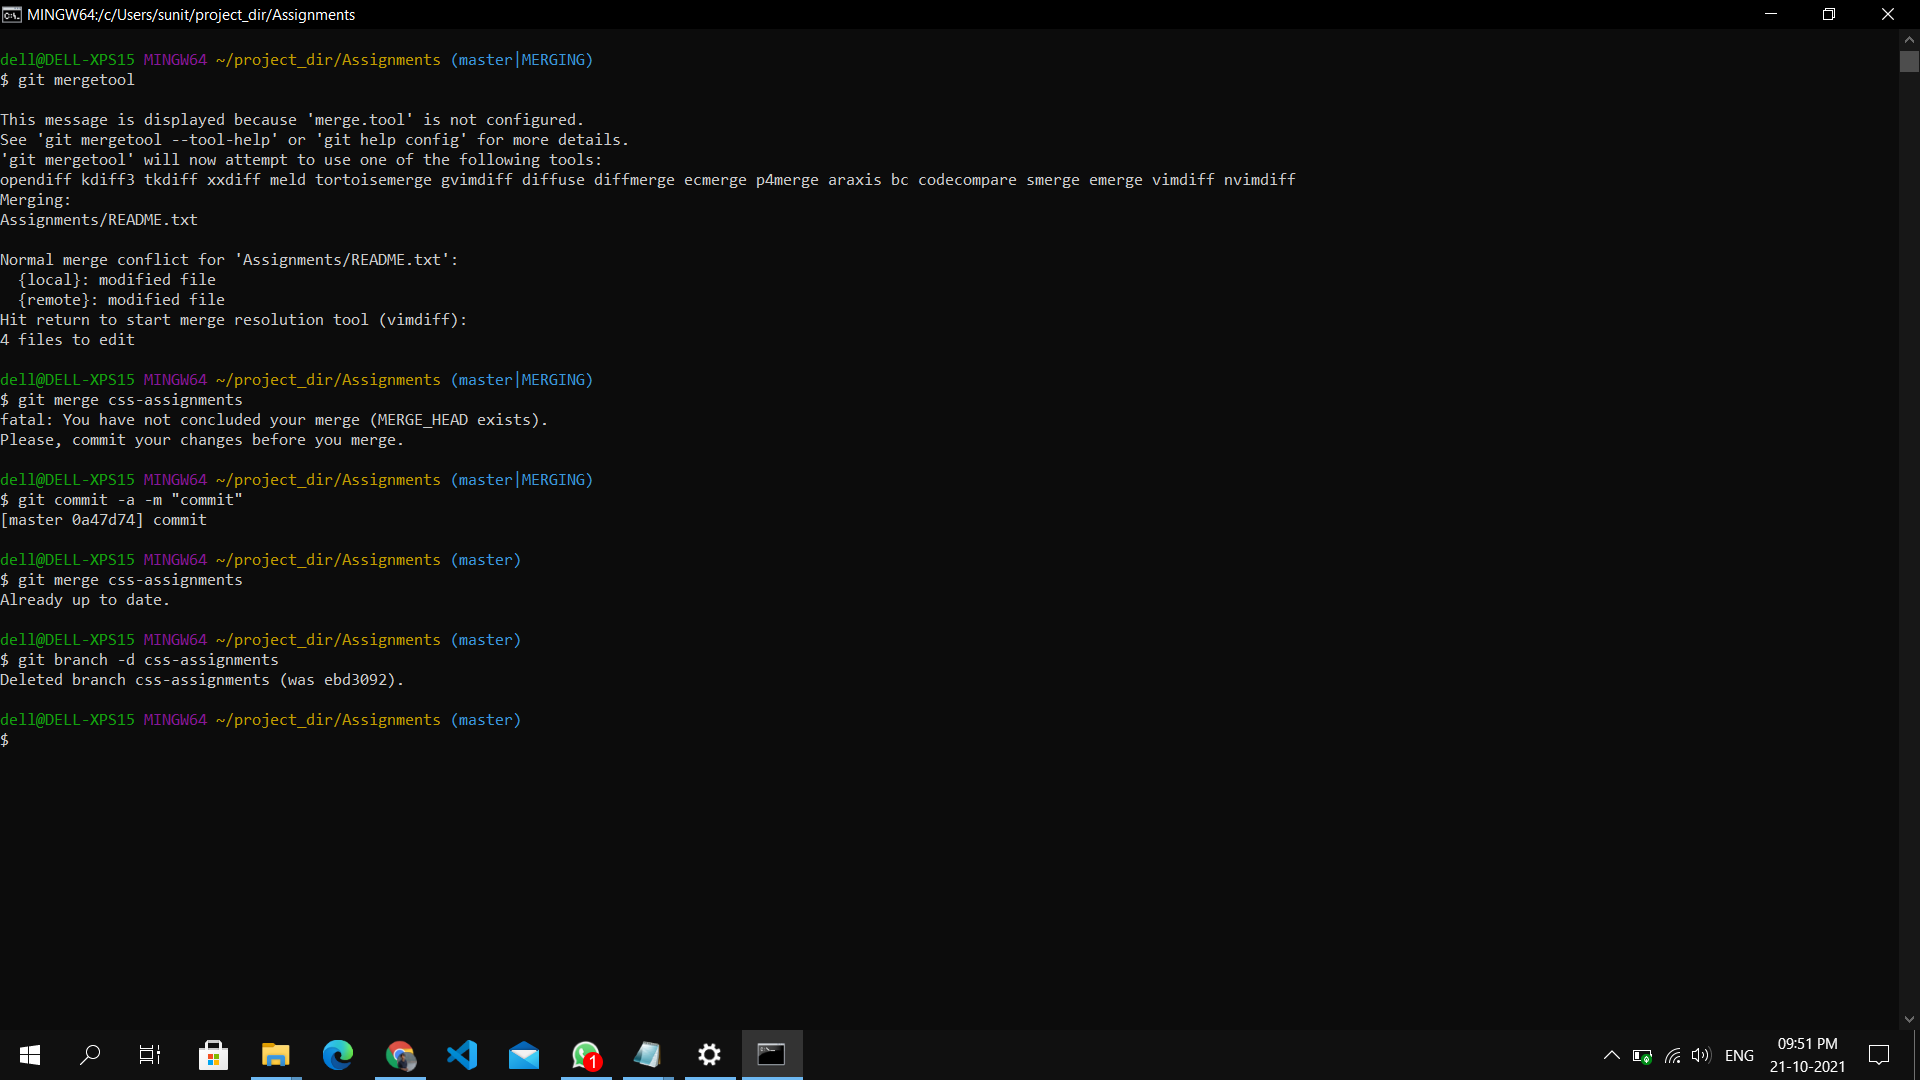 MINGW64:/c/Users/sunit/project_dir/Assignments
dell@DELL-XPS15 MINGW64 ~/project_dir/Assignments (master|MERGING)
$ git mergetool
This message is displayed because 'merge.tool' is not configured.
See 'git mergetool --tool-help' or 'git help config' for more details.
'git mergetool' will now attempt to use one of the following tools:
opendiff kdiff3 tkdiff xxdiff meld tortoisemerge gvimdiff diffuse diffmerge ecmerge p4merge araxis bc codecompare smerge emerge vimdiff nvimdiff
Merging:
Assignments/README.txt
Normal merge conflict for 'Assignments/README.txt':
  {local}: modified file
  {remote}: modified file
Hit return to start merge resolution tool (vimdiff):
4 files to edit
dell@DELL-XPS15 MINGW64 ~/project_dir/Assignments (master|MERGING)
$ git merge css-assignments
fatal: You have not concluded your merge (MERGE_HEAD exists).
Please, commit your changes before you merge.
dell@DELL-XPS15 MINGW64 ~/project_dir/Assignments (master|MERGING)
$ git commit -a -m "commit"
[master 0a47d74] commit
dell@DELL-XPS15 MINGW64 ~/project_dir/Assignments (master)
$ git merge css-assignments
Already up to date.
dell@DELL-XPS15 MINGW64 ~/project_dir/Assignments (master)
$ git branch -d css-assignments
Deleted branch css-assignments (was ebd3092).
dell@DELL-XPS15 MINGW64 ~/project_dir/Assignments (master)
$
1
ENG
09:51 PM
21-10-2021